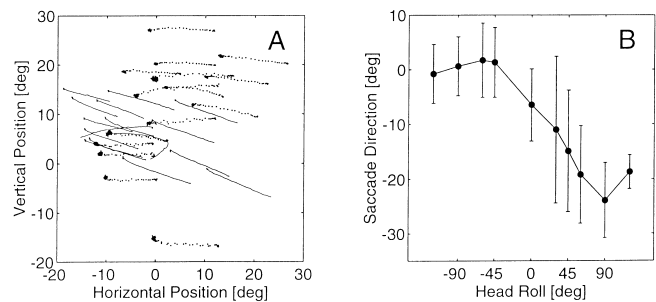 A
30
20
10
0
-10
-20
-20 -10 0 10 20 30
Vertical Position [deg]
Horizontal Position [deg]
B
10
0
-10
-20
-30
-90 -45 0 45 90
Saccade Direction [deg]
Head Roll [deg]